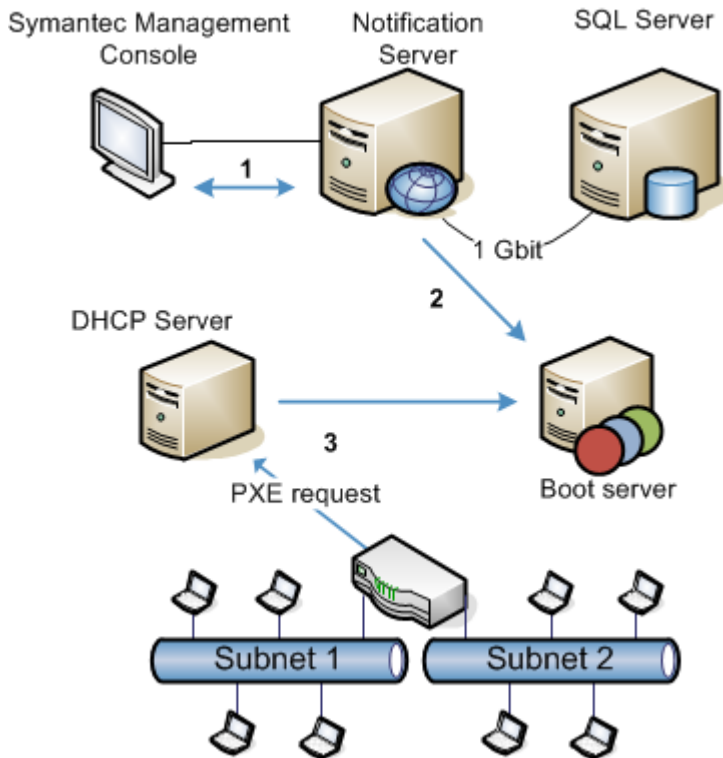 Symantec Management
Console
Notification
Server
SQL Server
1
1 Gbit
2
DHCP Server
3
PXE request
Boot server
Subnet 1
Subnet 2